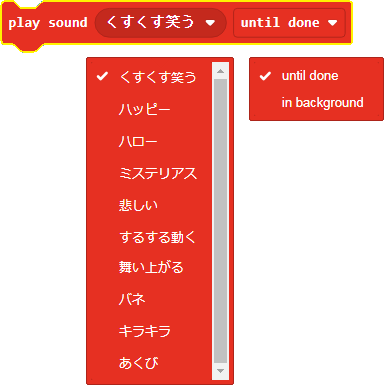 play sound くすくす笑う until done
くすくす笑う
ハッピー
ハロー
ミステリアス
悲しい
するする動く
舞い上がる
バネ
キラキラ
あくび
until done
in background